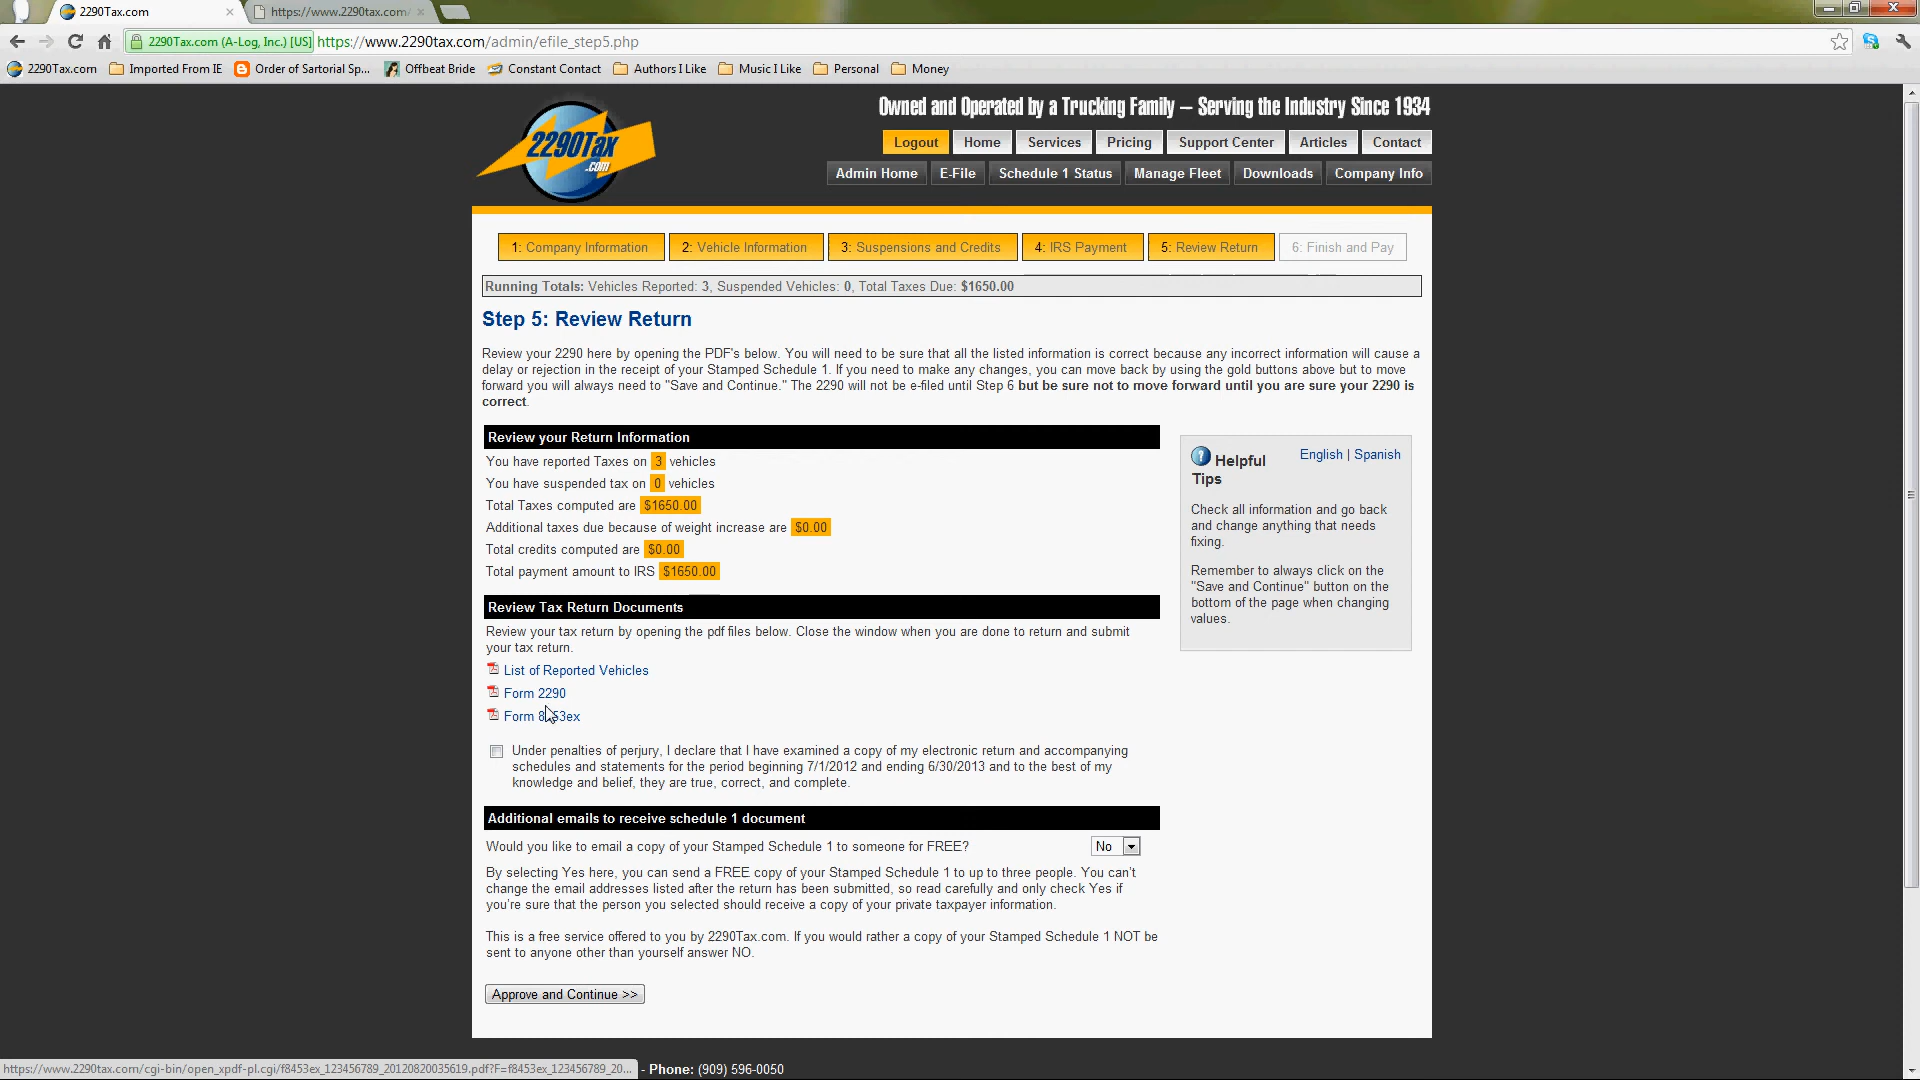 2290Tax.com
https://www.2290tax.com/
2290Tax.com (A-Log, Inc.) [US] https://www.2290tax.com/admin/efile_step5.php
2290Tax.com Imported From IE Order of Sartorial Sp... Offbeat Bride Constant Contact Authors I Like Music I Like Personal Money
2290Tax
.com
Owned and Operated by a Trucking Family – Serving the Industry Since 1934
Logout Home Services Pricing Support Center Articles Contact
Admin Home E-File Schedule 1 Status Manage Fleet Downloads Company Info
1: Company Information 2: Vehicle Information 3: Suspensions and Credits 4: IRS Payment 5: Review Return 6: Finish and Pay
Running Totals: Vehicles Reported: 3, Suspended Vehicles: 0, Total Taxes Due: $1650.00
Step 5: Review Return
Review your 2290 here by opening the PDF's below. You will need to be sure that all the listed information is correct because any incorrect information will cause a
delay or rejection in the receipt of your Stamped Schedule 1. If you need to make any changes, you can move back by using the gold buttons above but to move
forward you will always need to "Save and Continue." The 2290 will not be e-filed until Step 6 but be sure not to move forward until you are sure your 2290 is
correct.
Review your Return Information
You have reported Taxes on 3 vehicles
You have suspended tax on 0 vehicles
Total Taxes computed are $1650.00
Additional taxes due because of weight increase are $0.00
Total credits computed are $0.00
Total payment amount to IRS $1650.00
Review Tax Return Documents
Review your tax return by opening the pdf files below. Close the window when you are done to return and submit
your tax return.
List of Reported Vehicles
Form 2290
Form 8453ex
Under penalties of perjury, I declare that I have examined a copy of my electronic return and accompanying
schedules and statements for the period beginning 7/1/2012 and ending 6/30/2013 and to the best of my
knowledge and belief, they are true, correct, and complete.
Additional emails to receive schedule 1 document
Would you like to email a copy of your Stamped Schedule 1 to someone for FREE? No
By selecting Yes here, you can send a FREE copy of your Stamped Schedule 1 to up to three people. You can't
change the email addresses listed after the return has been submitted, so read carefully and only check Yes if
you're sure that the person you selected should receive a copy of your private taxpayer information.
This is a free service offered to you by 2290Tax.com. If you would rather a copy of your Stamped Schedule 1 NOT be
sent to anyone other than yourself answer NO.
Approve and Continue >>
Helpful Tips
English | Spanish
Check all information and go back
and change anything that needs
fixing.
Remember to always click on the
"Save and Continue" button on the
bottom of the page when changing
values.
https://www.2290tax.com/cgi-bin/open_xpdf-pl.cgi/f8453ex_123456789_20120820035619.pdf?F=f8453ex_123456789_20...
- Phone: (909) 596-0050